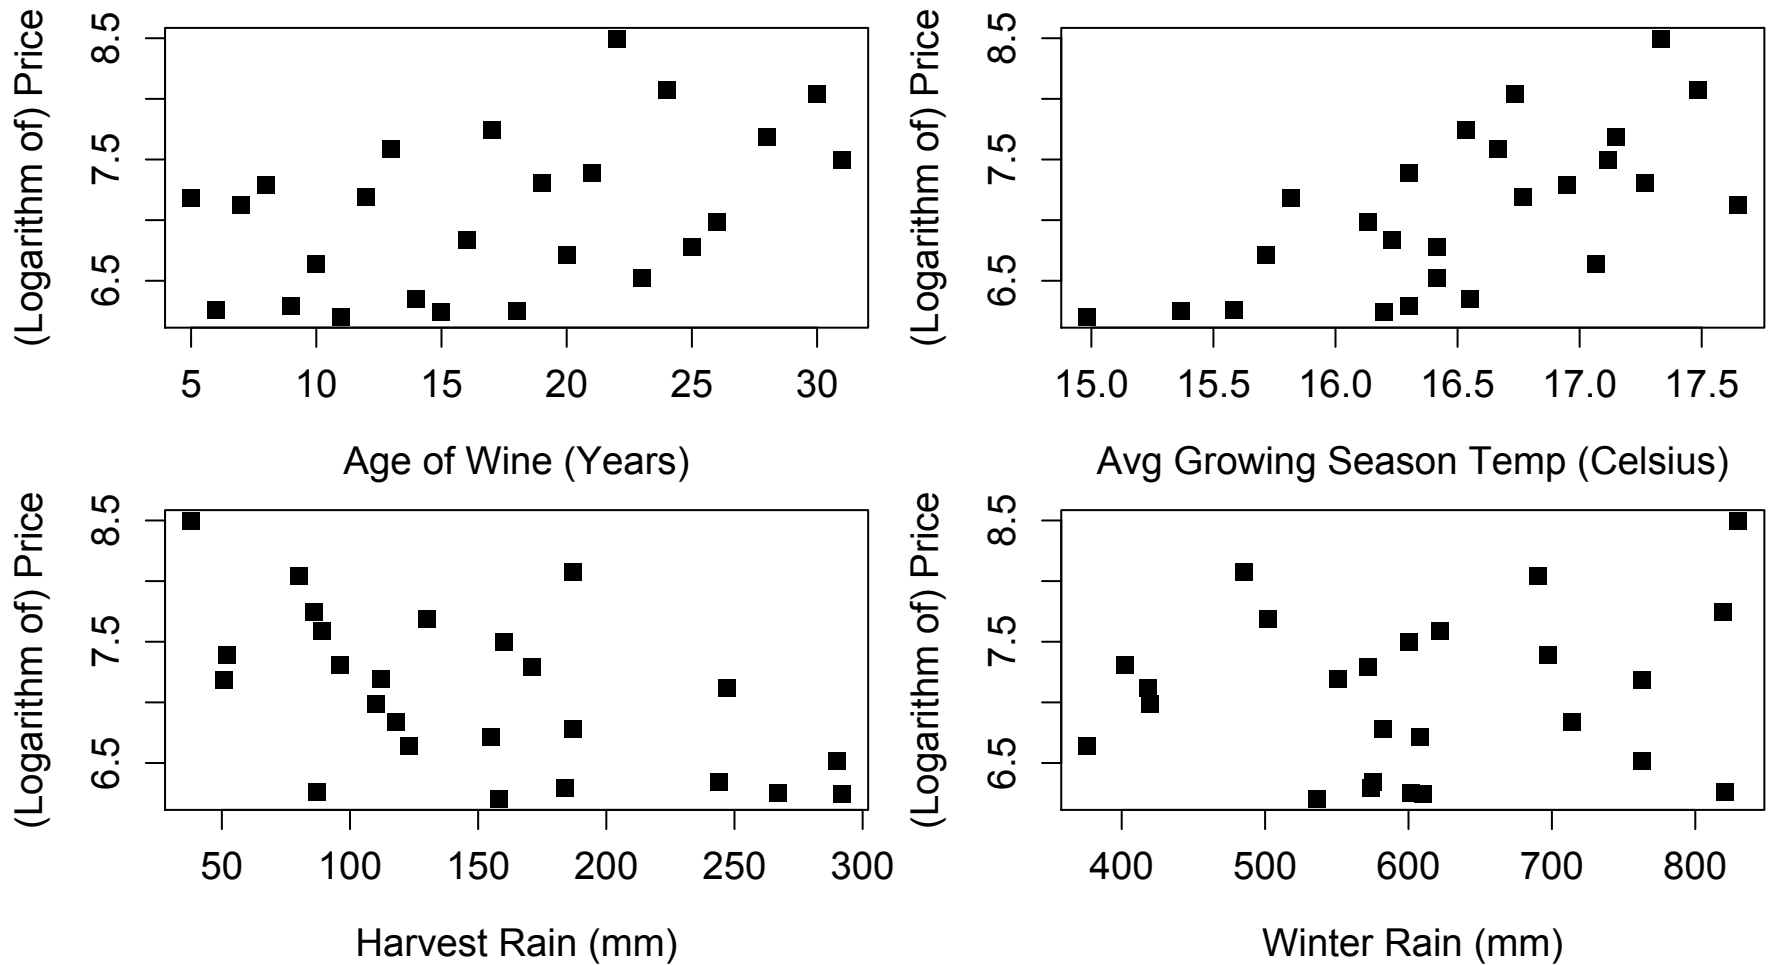 (Logarithm of) Price
8.5
7.5
6.5
5 10 15 20 25 30
Age of Wine (Years)
(Logarithm of) Price
8.5
7.5
6.5
15.0 15.5 16.0 16.5 17.0 17.5
Avg Growing Season Temp (Celsius)
(Logarithm of) Price
8.5
7.5
6.5
50 100 150 200 250 300
Harvest Rain (mm)
(Logarithm of) Price
8.5
7.5
6.5
400 500 600 700 800
Winter Rain (mm)